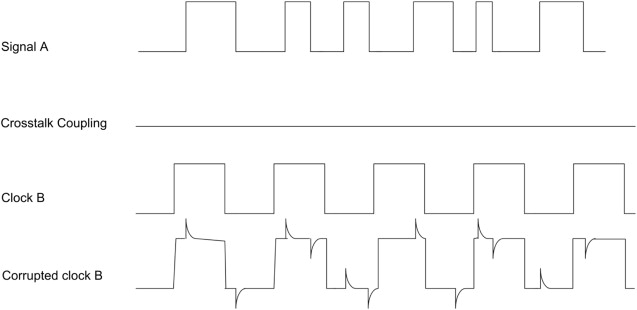 Signal A
Crosstalk Coupling
Clock B
Corrupted clock B